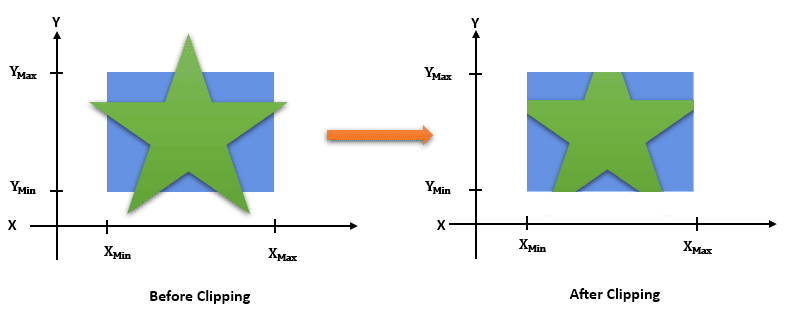 Y
Y
YMax
YMax
YMin
YMin
X
X
XMin
XMax
XMin
XMax
Before Clipping
After Clipping